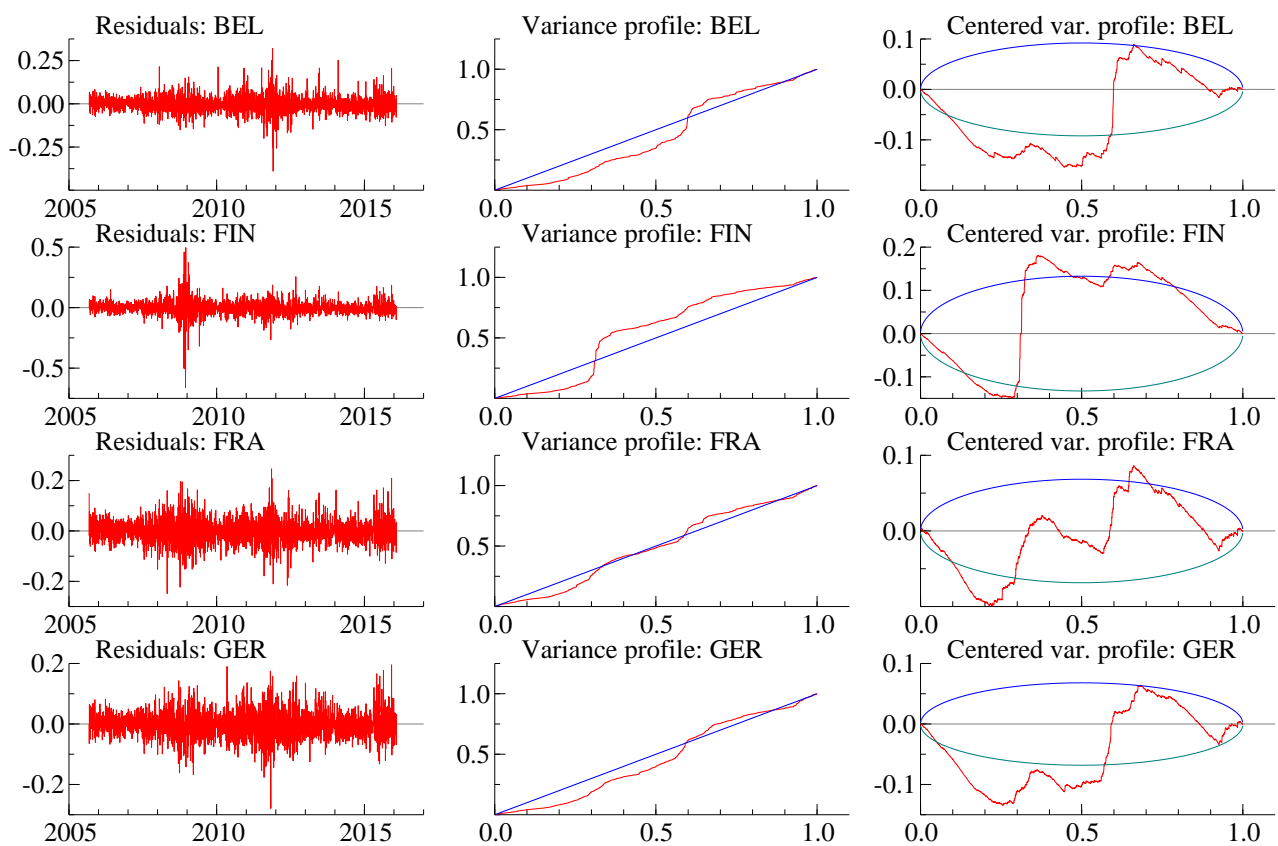 Residuals: BEL
Variance profile: BEL
Centered var. profile: BEL
0.25
0.00
-0.25
2005 2010 2015
1.0
0.5
0.0 0.5 1.0
0.1
0.0
-0.1
0.0 0.5 1.0
Residuals: FIN
Variance profile: FIN
Centered var. profile: FIN
0.5
0.0
-0.5
2005 2010 2015
1.0
0.5
0.0 0.5 1.0
0.2
0.1
0.0
-0.1
0.0 0.5 1.0
Residuals: FRA
Variance profile: FRA
Centered var. profile: FRA
0.2
0.0
-0.2
2005 2010 2015
1.0
0.5
0.0 0.5 1.0
0.1
0.0
-0.1
0.0 0.5 1.0
Residuals: GER
Variance profile: GER
Centered var. profile: GER
0.2
0.0
-0.2
2005 2010 2015
1.0
0.5
0.0 0.5 1.0
0.1
0.0
-0.1
0.0 0.5 1.0